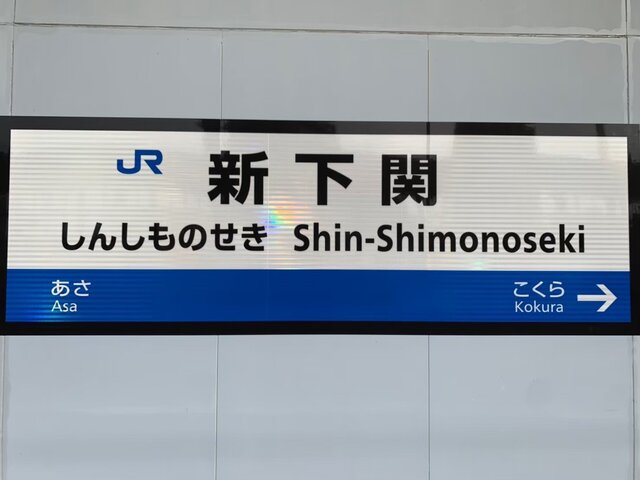 JR 新下関
しんしものせき Shin-Shimonoseki
あさ こくら →
Asa Kokura